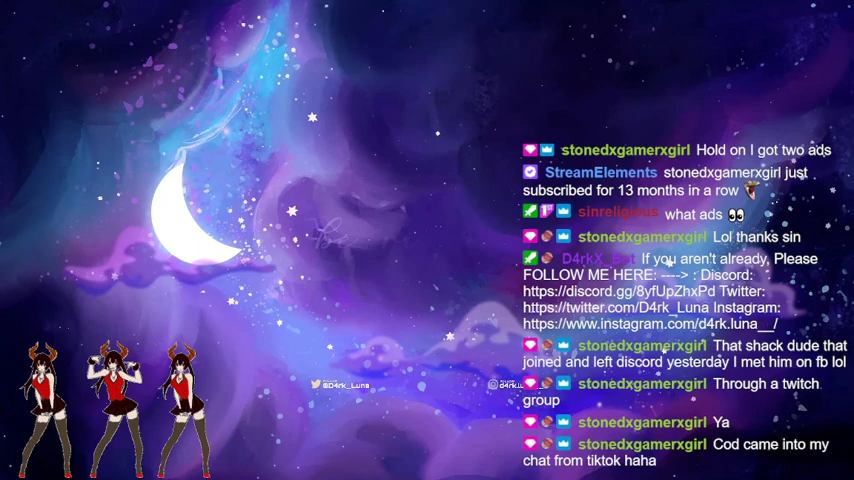 stonedxgamerxgirl Hold on I got two ads
StreamElements stonedxgamerxgirl just
subscribed for 13 months in a row
sinreligious what ads 👀
stonedxgamerxgirl Lol thanks sin
D4rkX_Bot If you aren't already, Please
FOLLOW ME HERE: ----> : Discord:
https://discord.gg/8yfUpZhxPd Twitter:
https://twitter.com/D4rk_Luna Instagram:
https://www.instagram.com/d4rk.luna__/
stonedxgamerxgirl That shack dude that
joined and left discord yesterday I met him on fb lol
@D4rk_Luna
stonedxgamerxgirl Through a twitch
group
stonedxgamerxgirl Ya
stonedxgamerxgirl Cod came into my
chat from tiktok haha